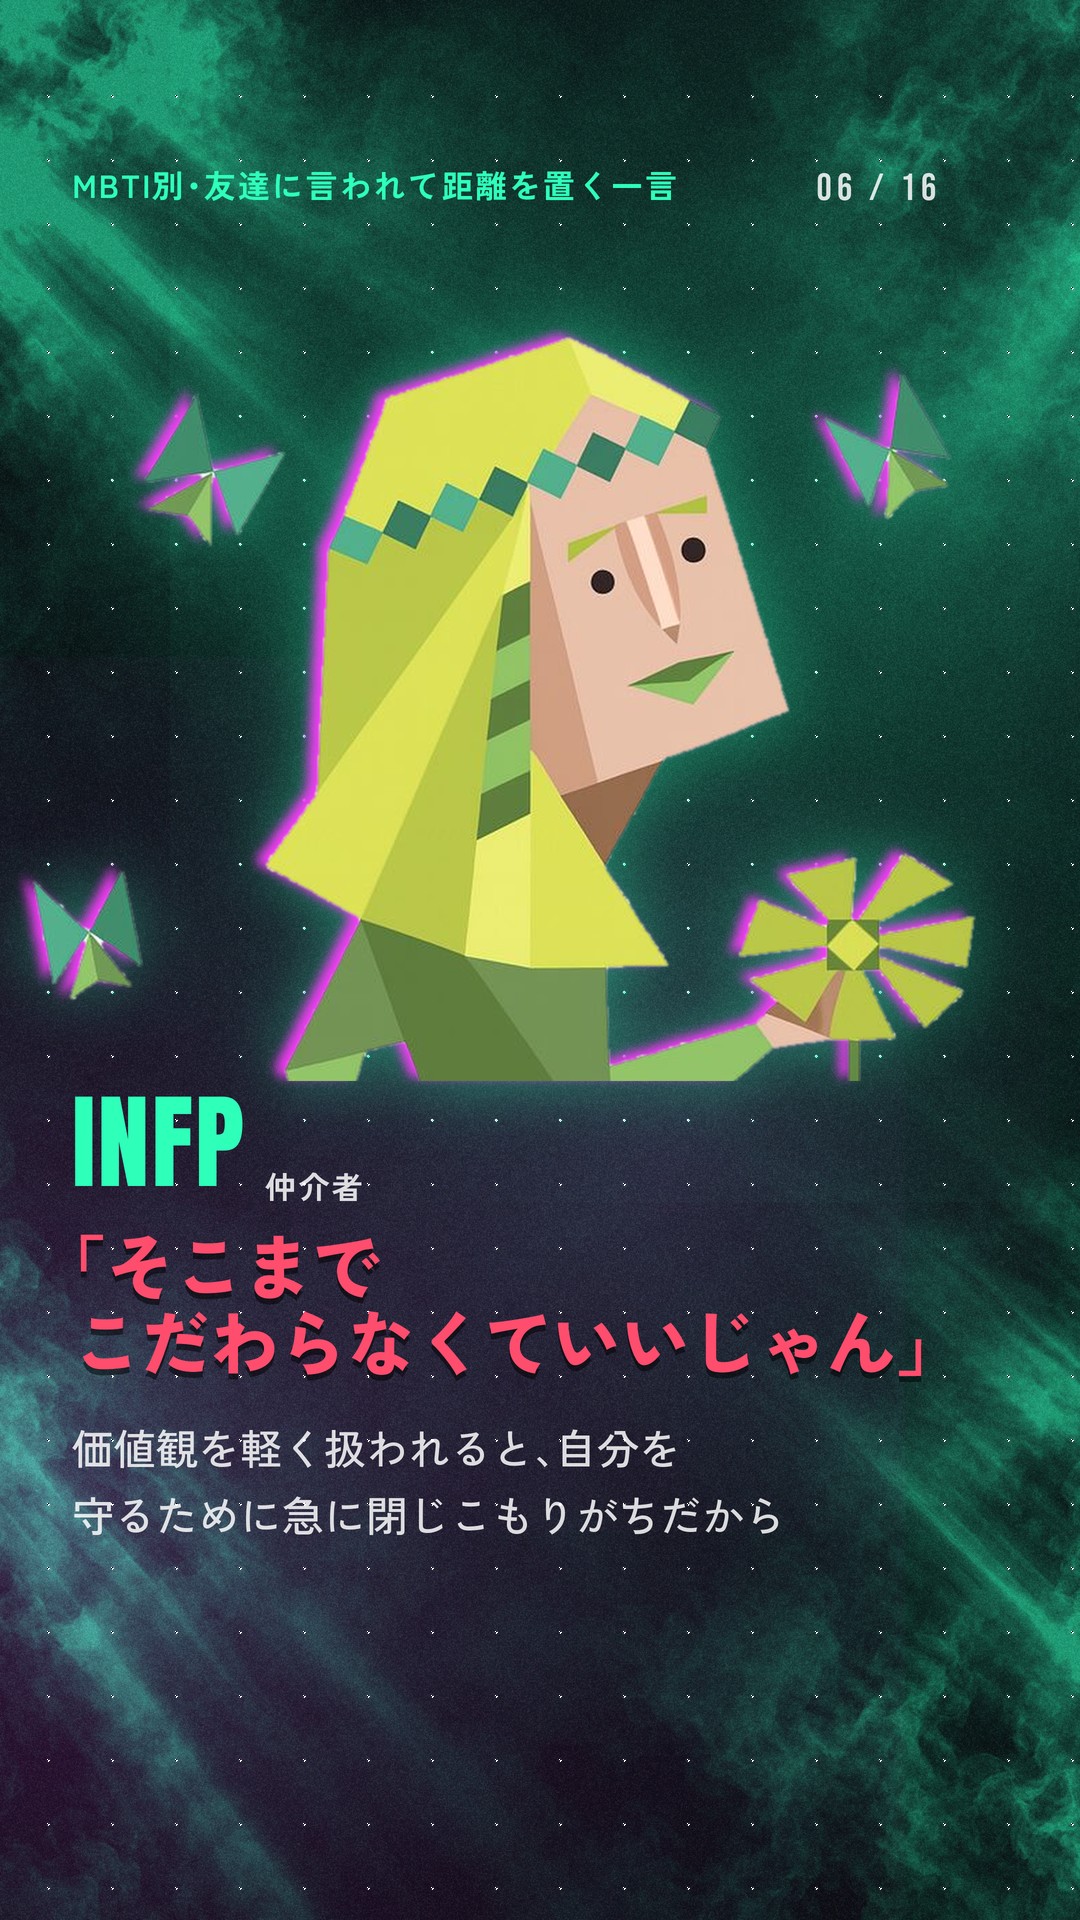 MBTI別・友達に言われて距離を置く一言
06 / 16
INFP
仲介者
「そこまで
こだわらなくていいじゃん」
価値観を軽く扱われると、自分を
守るために急に閉じこもりがちだから